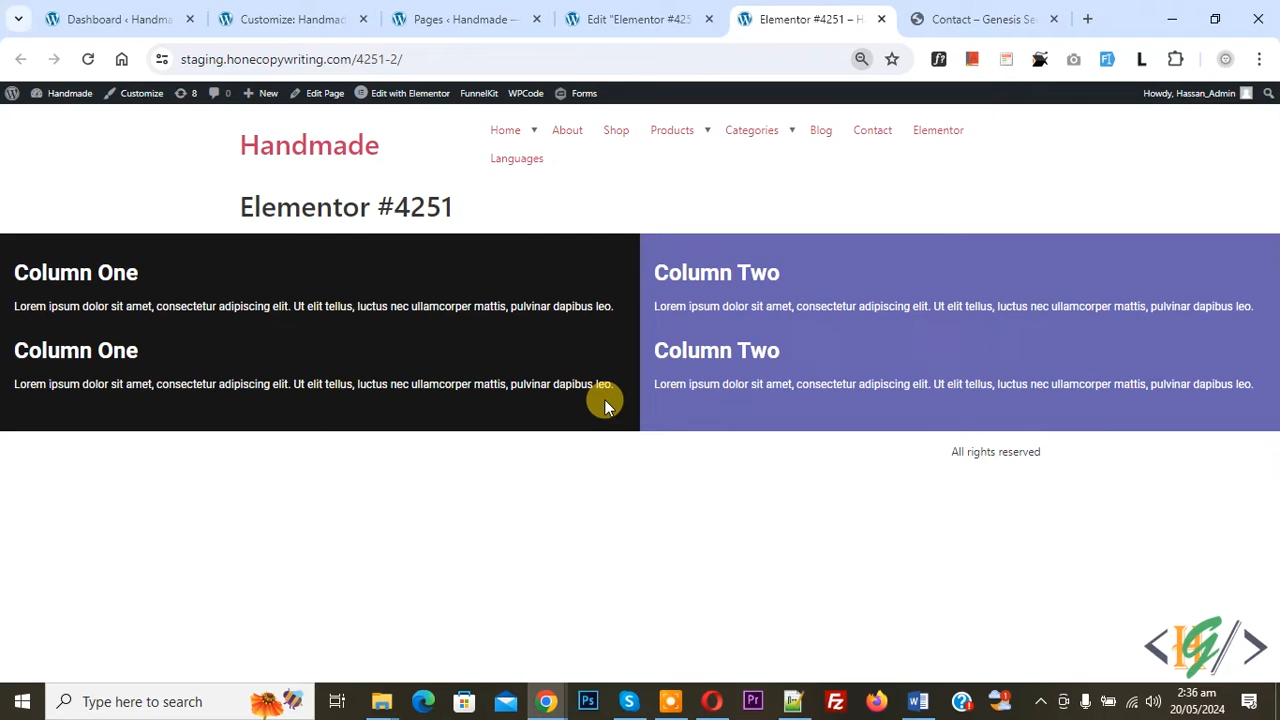 Dashboard ‹ Handma
Customize: Handmad
Pages ‹ Handmade —
Edit "Elementor #425
Elementor #4251 – H
Contact – Genesis Se
staging.homecopywriting.com/4251-2/
Handmade
Customize
8
0
New
Edit Page
Edit with Elementor
FunnelKit
WPCode
Forms
Howdy, Hassan_Admin
Handmade
Home
About
Shop
Products
Categories
Blog
Contact
Elementor
Languages
Elementor #4251
Column One
Lorem ipsum dolor sit amet, consectetur adipiscing elit. Ut elit tellus, luctus nec ullamcorper mattis, pulvinar dapibus leo.
Column One
Lorem ipsum dolor sit amet, consectetur adipiscing elit. Ut elit tellus, luctus nec ullamcorper mattis, pulvinar dapibus leo.
Column Two
Lorem ipsum dolor sit amet, consectetur adipiscing elit. Ut elit tellus, luctus nec ullamcorper mattis, pulvinar dapibus leo.
Column Two
Lorem ipsum dolor sit amet, consectetur adipiscing elit. Ut elit tellus, luctus nec ullamcorper mattis, pulvinar dapibus leo.
All rights reserved
Type here to search
2:36 am
20/05/2024